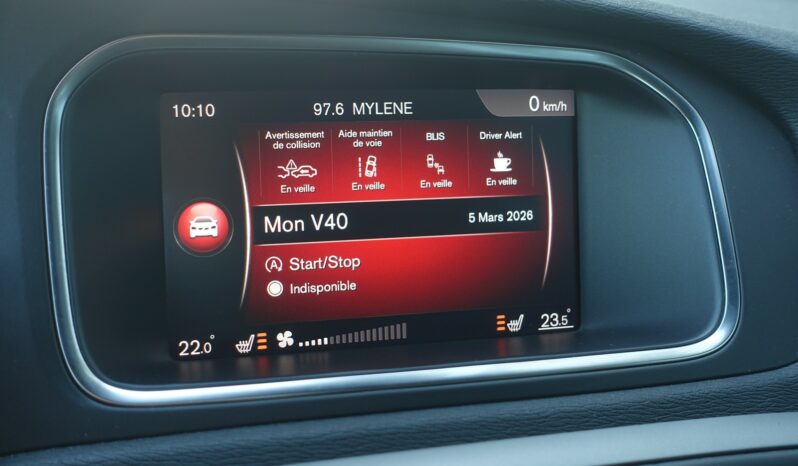 10:10 97.6 MYLENE 0 km/h
Avertissement de collision
Aide maintien de voie
BLIS
Driver Alert
En veille En veille En veille En veille
Mon V40 5 Mars 2026
A Start/Stop
Indisponible
22.0° 23.5°